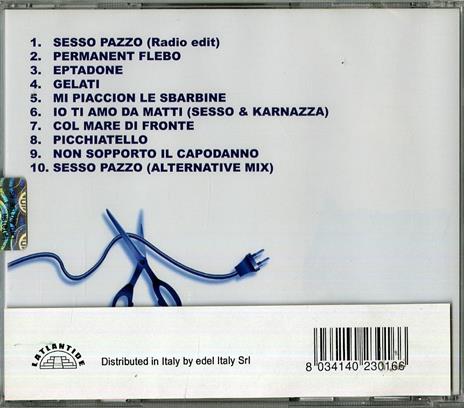 1. SESSO PAZZO (Radio edit)
2. PERMANENT FLEBO
3. EPTADONE
4. GELATI
5. MI PIACCION LE SBARBINE
6. IO TI AMO DA MATTI (SESSO & KARNAZZA)
7. COL MARE DI FRONTE
8. PICCHIATELLO
9. NON SOPPORTO IL CAPODANNO
10. SESSO PAZZO (ALTERNATIVE MIX)
L'ATLANTIDE
Distributed in Italy by edel Italy Srl
8 034140 230166